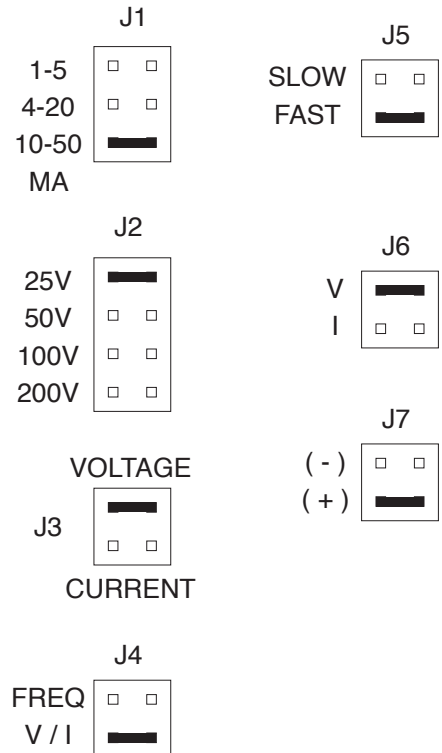 J1
1-5
4-20
10-50
MA
J2
25V
50V
100V
200V
VOLTAGE
J3
CURRENT
J4
FREQ
V / I
J5
SLOW
FAST
J6
V
I
J7
( - )
( + )